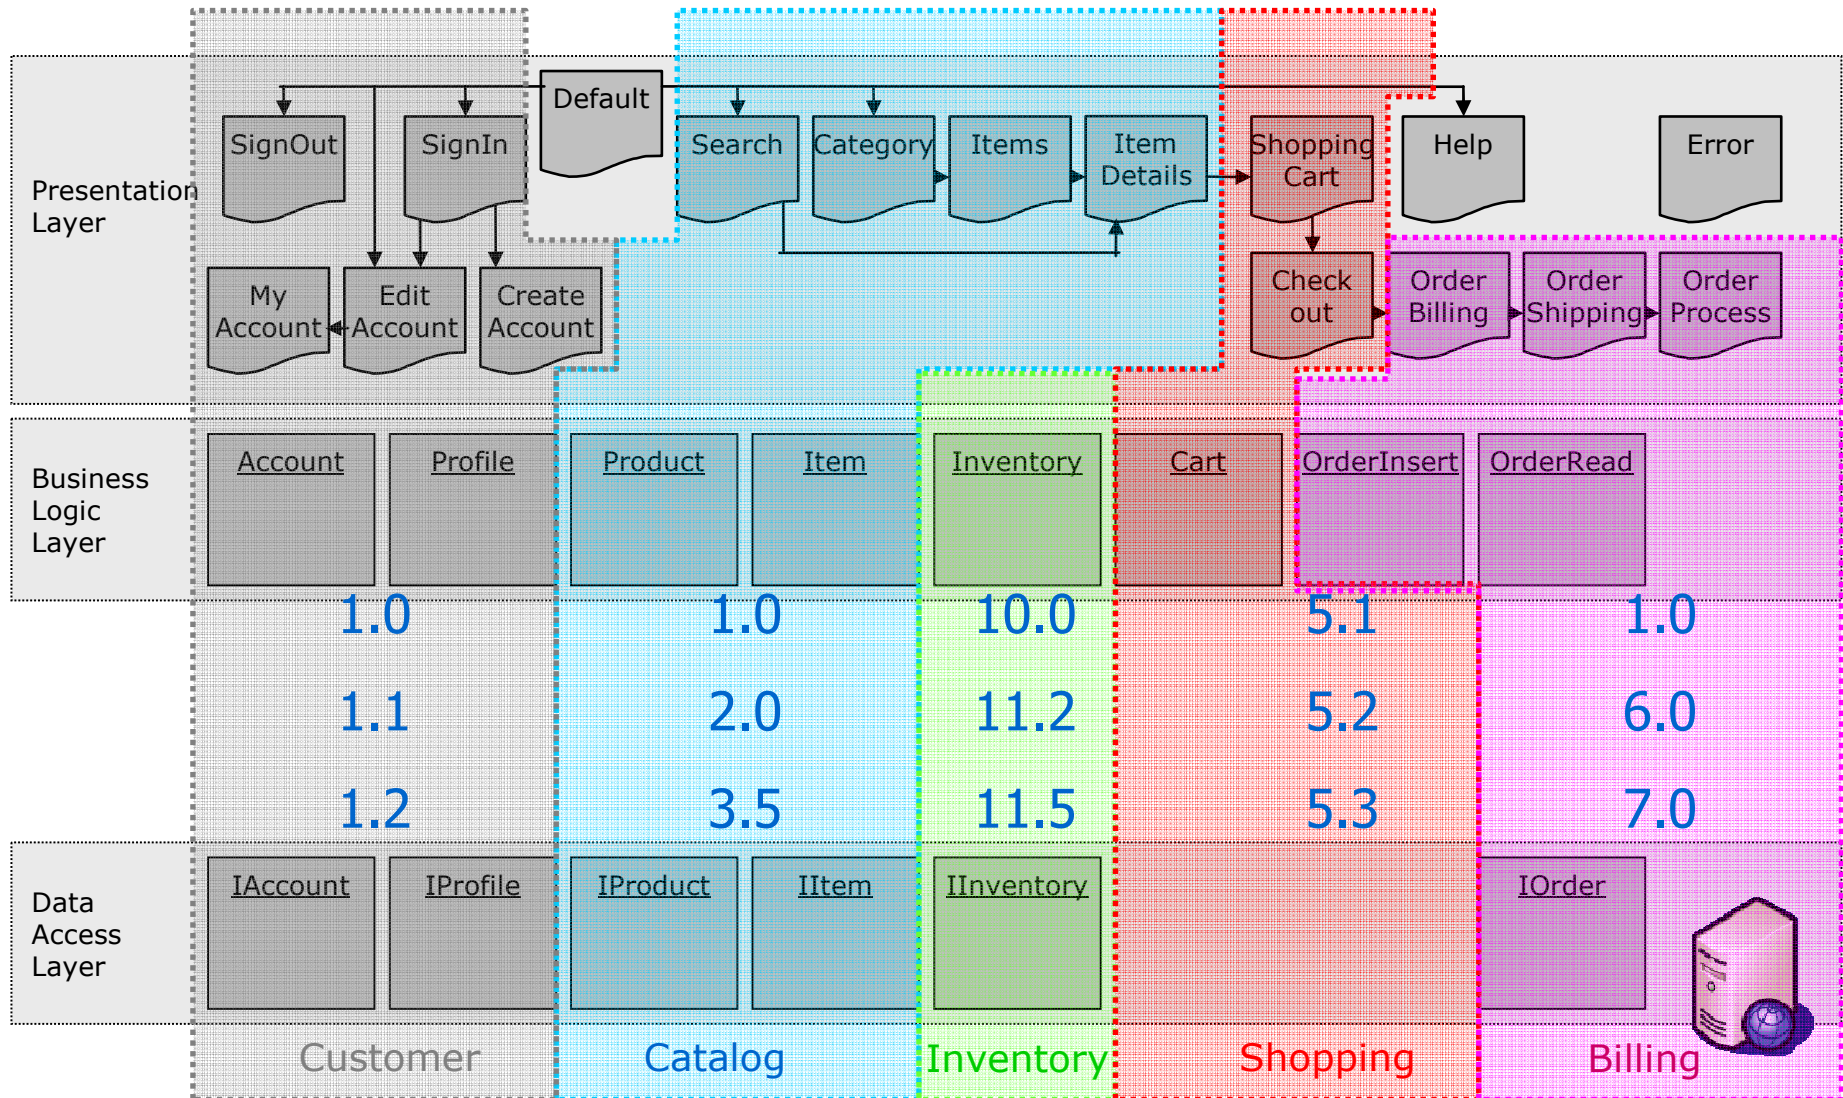 Default
SignOut
SignIn
Search
Category
Items
Item
Details
Shopping
Cart
Help
Error
Presentation
Layer
My
Account
Edit
Account
Create
Account
Check
out
Order
Billing
Order
Shipping
Order
Process
Business
Logic
Layer
Account
Profile
Product
Item
Inventory
Cart
OrderInsert
OrderRead
1.0
1.0
10.0
5.1
1.0
1.1
2.0
11.2
5.2
6.0
1.2
3.5
11.5
5.3
7.0
Data
Access
Layer
IAccount
IProfile
IProduct
IItem
IInventory
IOrder
Customer
Catalog
Inventory
Shopping
Billing